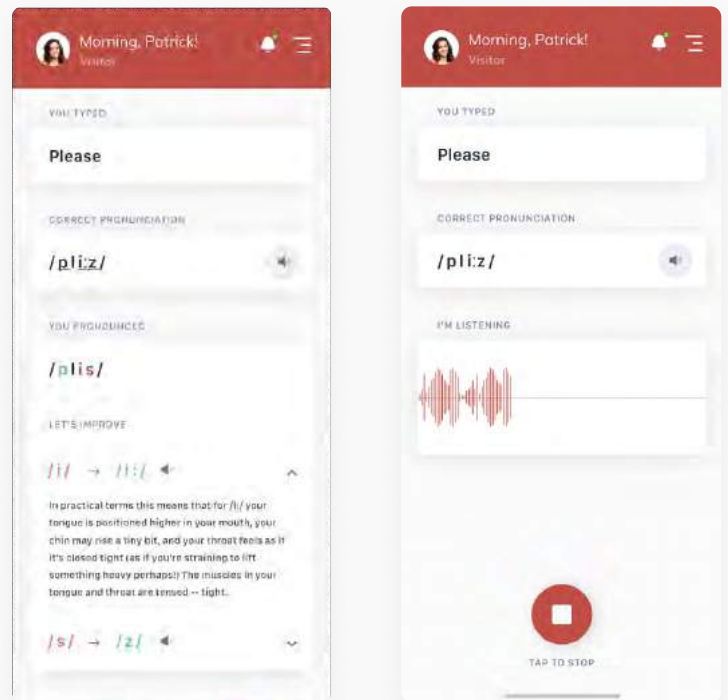 Morning, Patrick!
Visitor
YOU TYPED
Please
CORRECT PRONUNCIATION
/pli:z/
YOU PRONOUNCED
/plis/
LET'S IMPROVE
/i/ → /i:/
In practical terms this means that for /i:/ your
tongue is positioned higher in your mouth, your
chin may rise a tiny bit, and your throat feels as if
it's closed tight (as if you're straining to lift
something heavy perhaps!) The muscles in your
tongue and throat are tensed -- tight.
/s/ → /z/
Morning, Patrick!
Visitor
YOU TYPED
Please
CORRECT PRONUNCIATION
/pli:z/
I'M LISTENING
TAP TO STOP